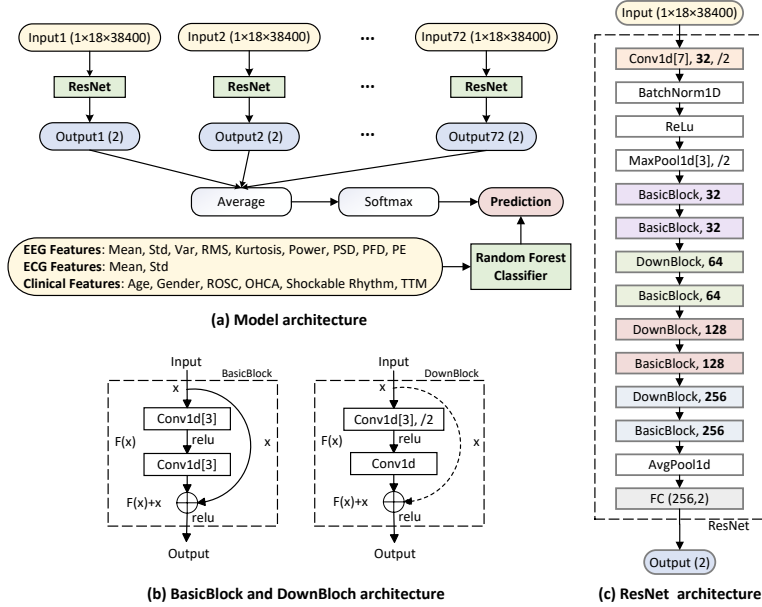 Input1 (1×18×38400)
Input2 (1×18×38400)
...
Input72 (1×18×38400)
ResNet
ResNet
...
ResNet
Output1 (2)
Output2 (2)
...
Output72 (2)
Average
Softmax
Prediction
EEG Features: Mean, Std, Var, RMS, Kurtosis, Power, PSD, PFD, PE
ECG Features: Mean, Std
Clinical Features: Age, Gender, ROSC, OHCA, Shockable Rhythm, TTM
Random Forest
Classifier
(a) Model architecture
Input
BasicBlock
x
Conv1d[3]
F(x)
relu
x
Conv1d[3]
F(x)+x
relu
Output
Input
DownBlock
x
Conv1d[3], /2
F(x)
relu
x
Conv1d
F(x)+x
relu
Output
(b) BasicBlock and DownBloch architecture
Input (1×18×38400)
Conv1d[7], 32, /2
BatchNorm1D
ReLu
MaxPool1d[3], /2
BasicBlock, 32
BasicBlock, 32
DownBlock, 64
BasicBlock, 64
DownBlock, 128
BasicBlock, 128
DownBlock, 256
BasicBlock, 256
AvgPool1d
FC (256,2)
ResNet
Output (2)
(c) ResNet architecture